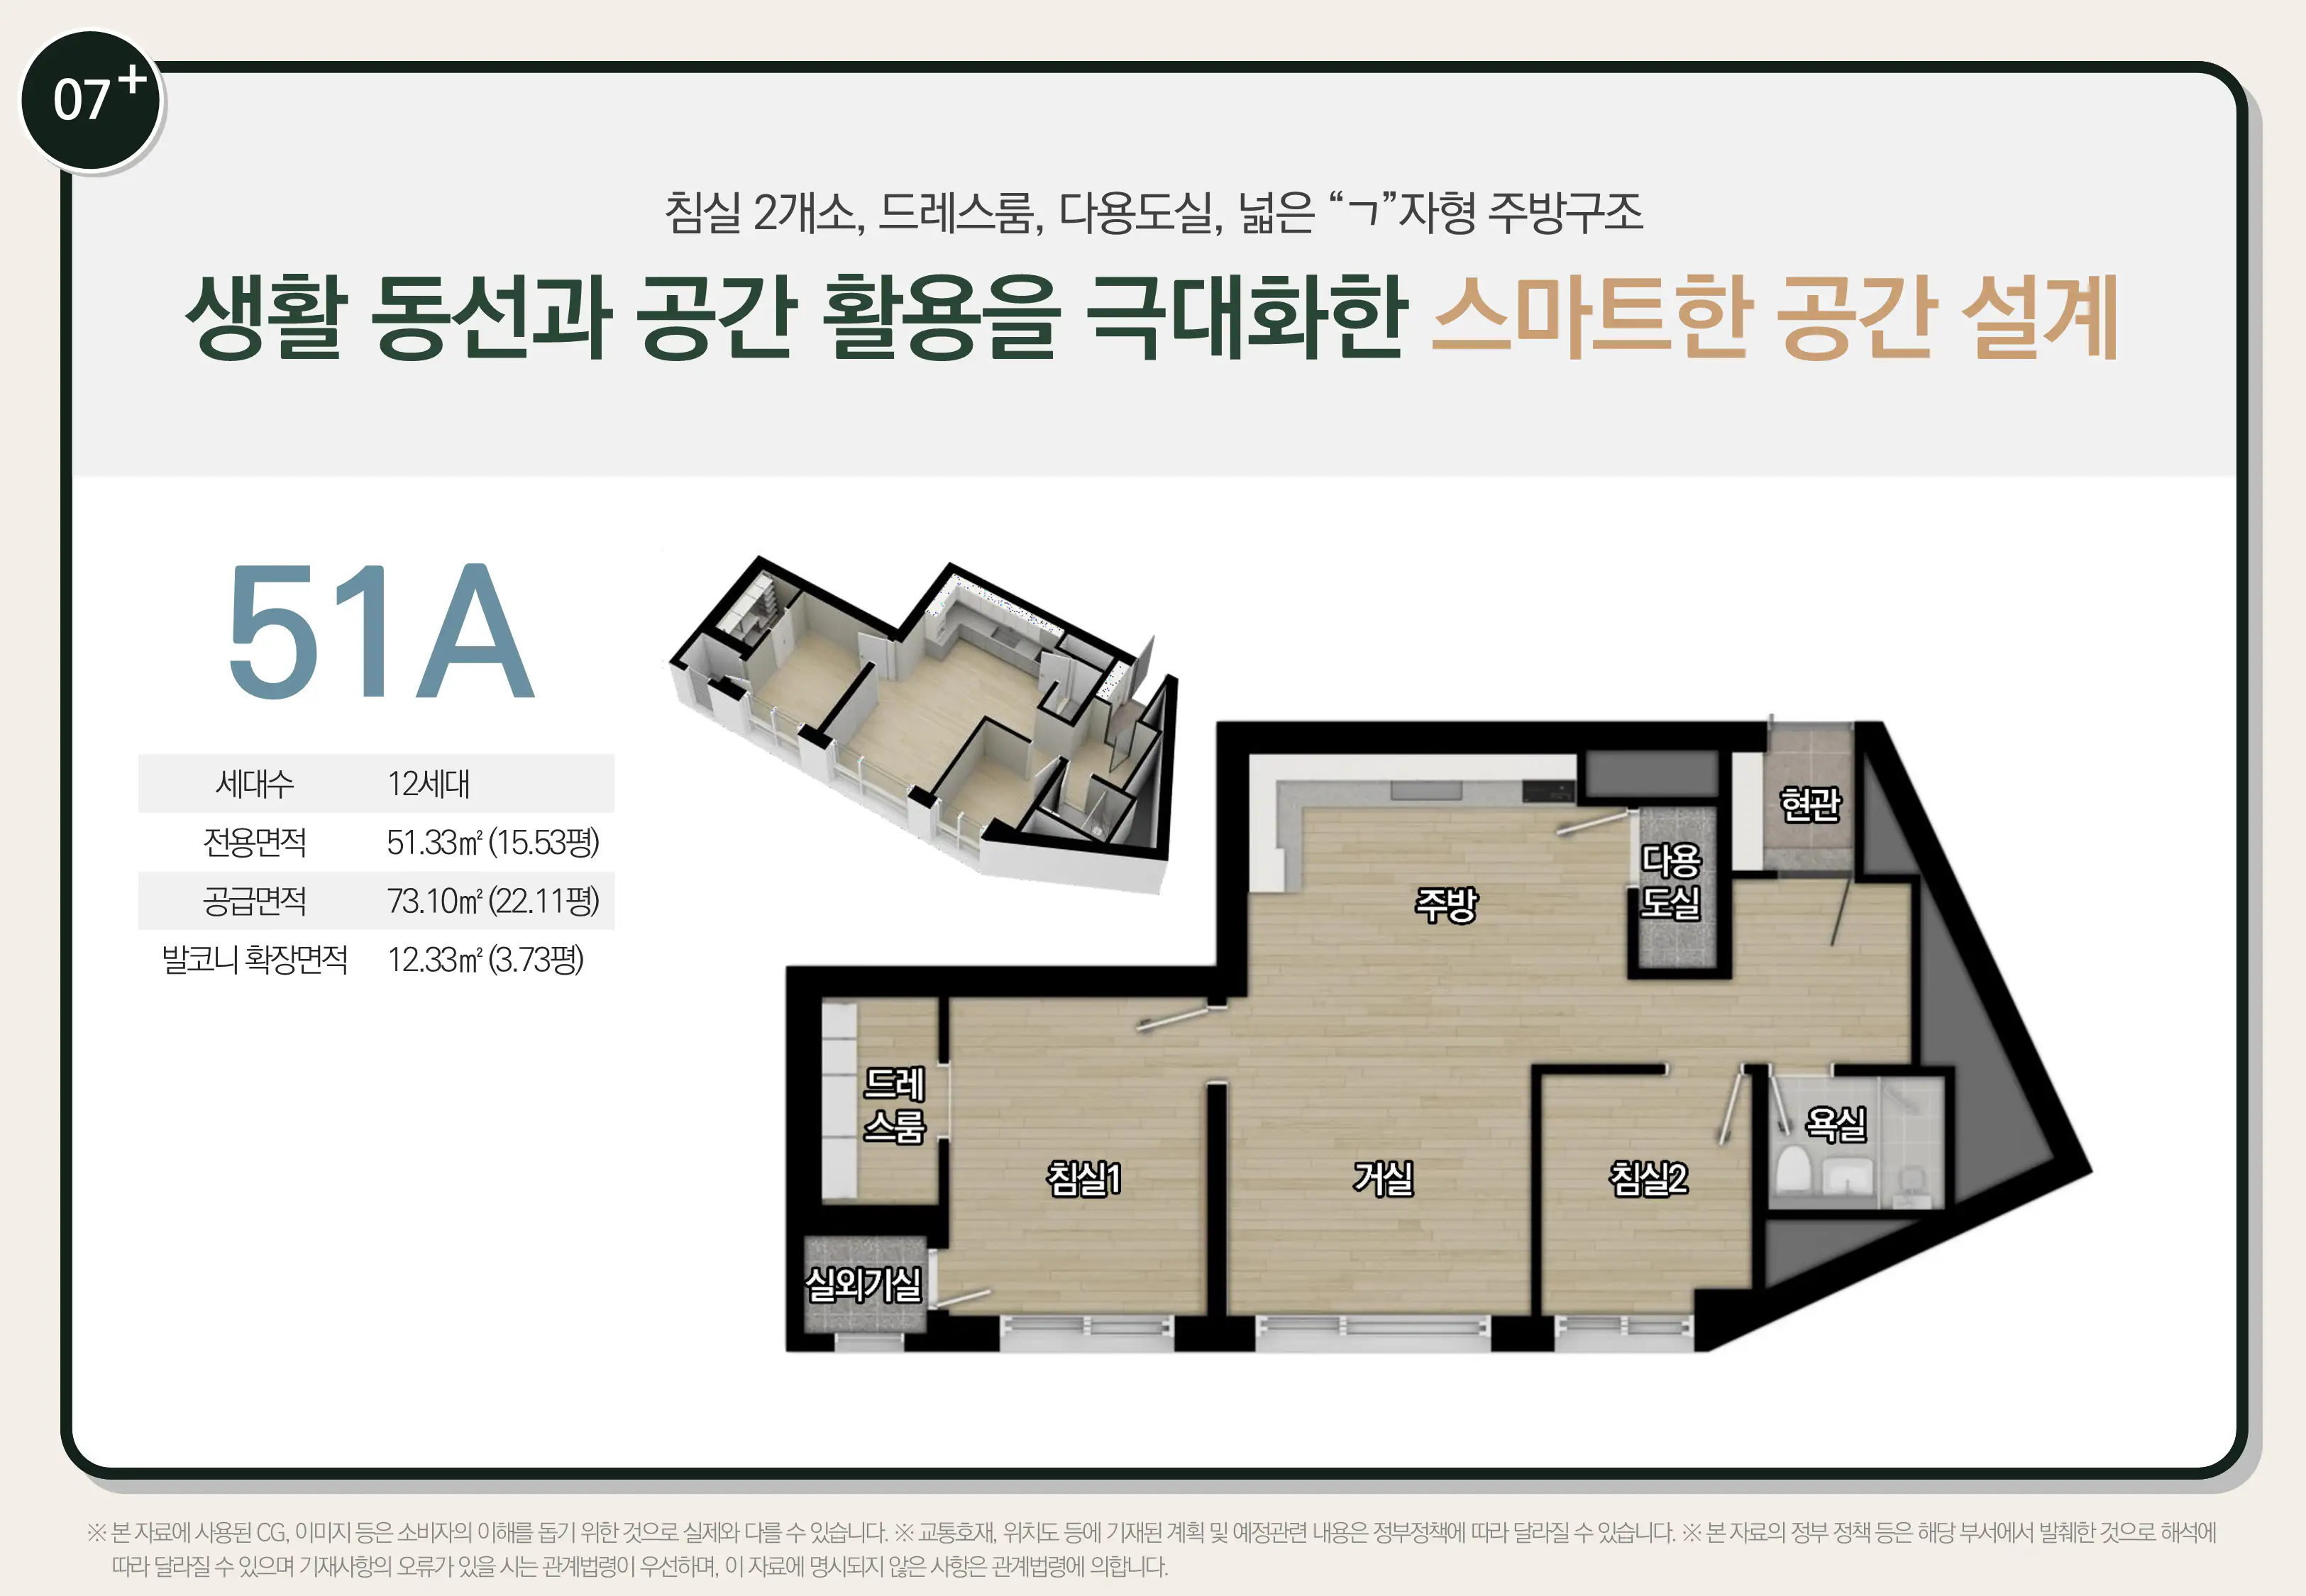 07+
침실 2개소, 드레스룸, 다용도실, 넓은 “ㄱ”자형 주방구조
생활 동선과 공간 활용을 극대화한 스마트한 공간 설계
51A
세대수 12세대
전용면적 51.33㎡ (15.53평)
공급면적 73.10㎡ (22.11평)
발코니 확장면적 12.33㎡ (3.73평)
현관
다용
도실
주방
드레
스룸
욕실
침실1
거실
침실2
실외기실
※ 본 자료에 사용된 CG, 이미지 등은 소비자의 이해를 돕기 위한 것으로 실제와 다를 수 있습니다. ※ 교통호재, 위치도 등에 기재된 계획 및 예정관련 내용은 정부정책에 따라 달라질 수 있습니다. ※ 본 자료의 정부 정책 등은 해당 부서에서 발췌한 것으로 해석에
따라 달라질 수 있으며 기재사항의 오류가 있을 시는 관계법령이 우선하며, 이 자료에 명시되지 않은 사항은 관계법령에 의합니다.